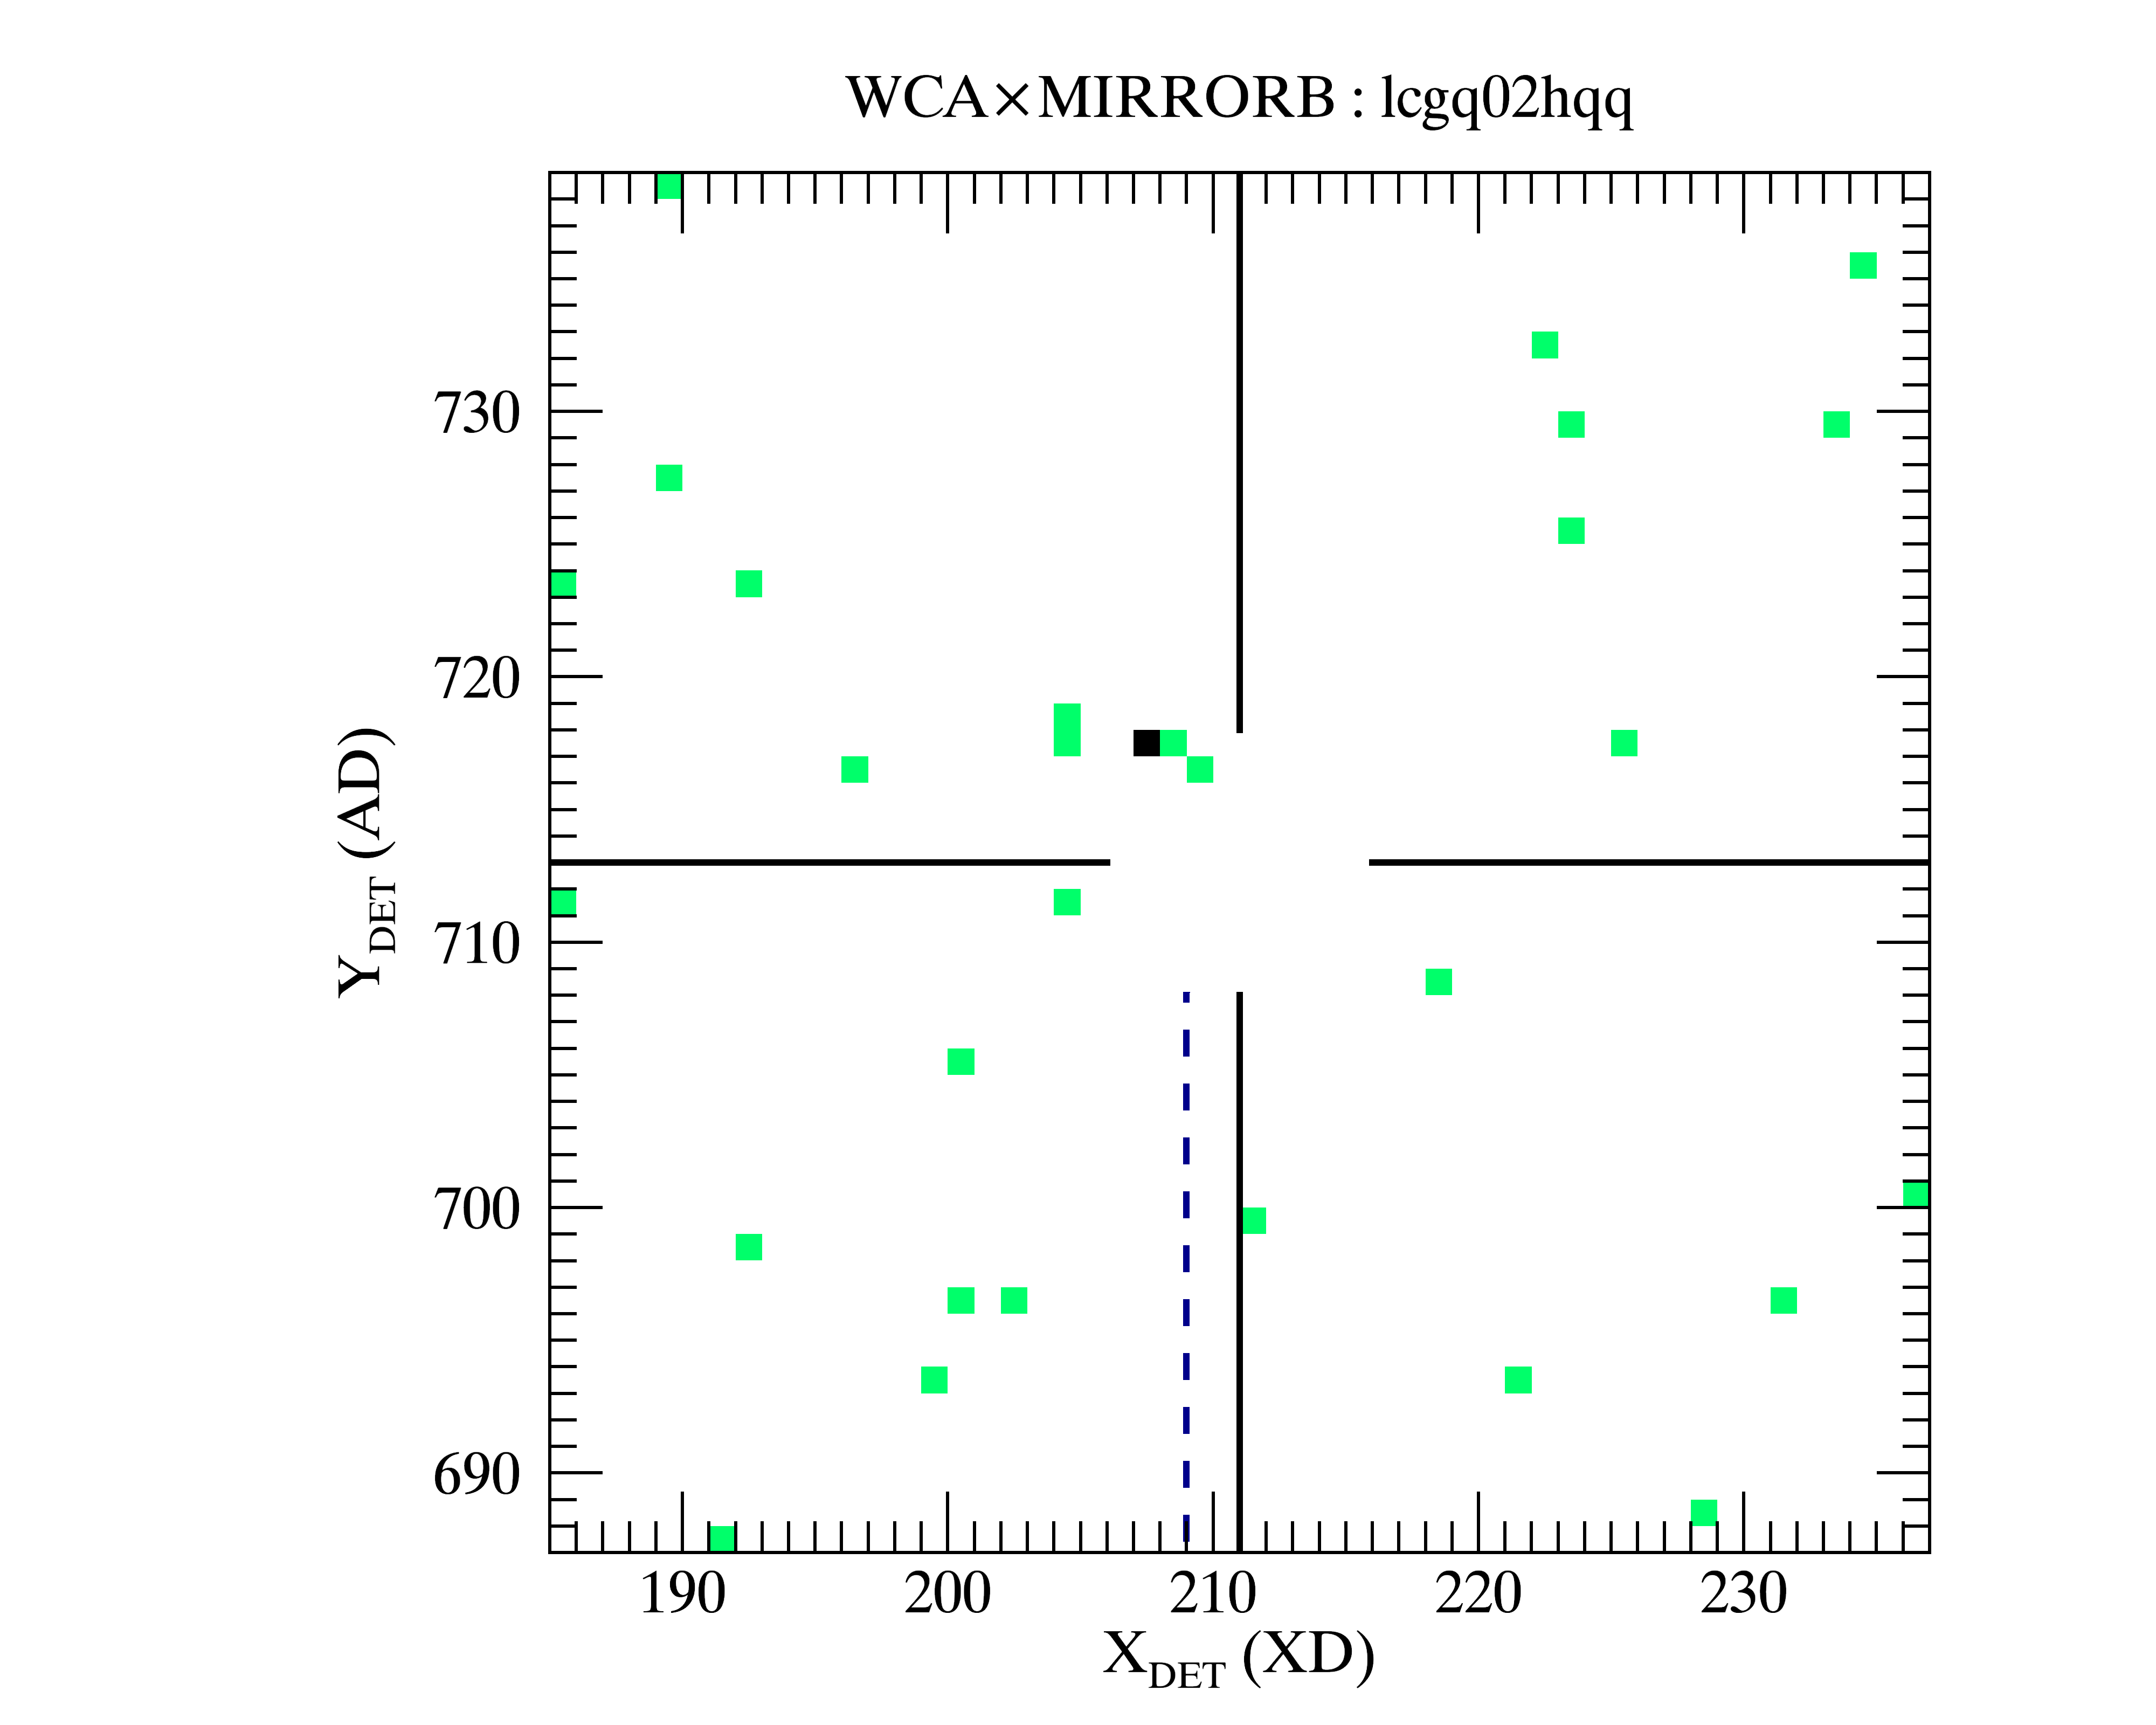 WCA×MIRRORB : lcgq02hqq
730
720
710
700
690
Y_DET (AD)
190 200 210 220 230
X_DET (XD)